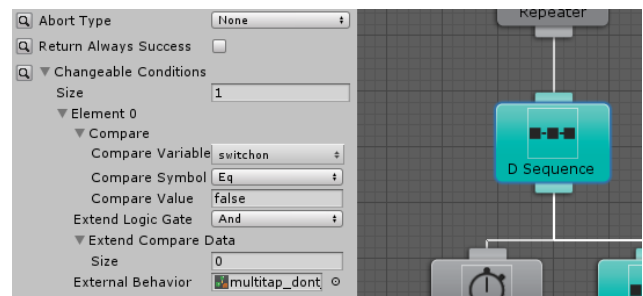 Abort Type None
Repeater
Return Always Success
Changeable Conditions
Size 1
Element 0
Compare
Compare Variable switchon
Compare Symbol Eq
D Sequence
Compare Value false
Extend Logic Gate And
Extend Compare Data
Size 0
External Behavior multitap_dont